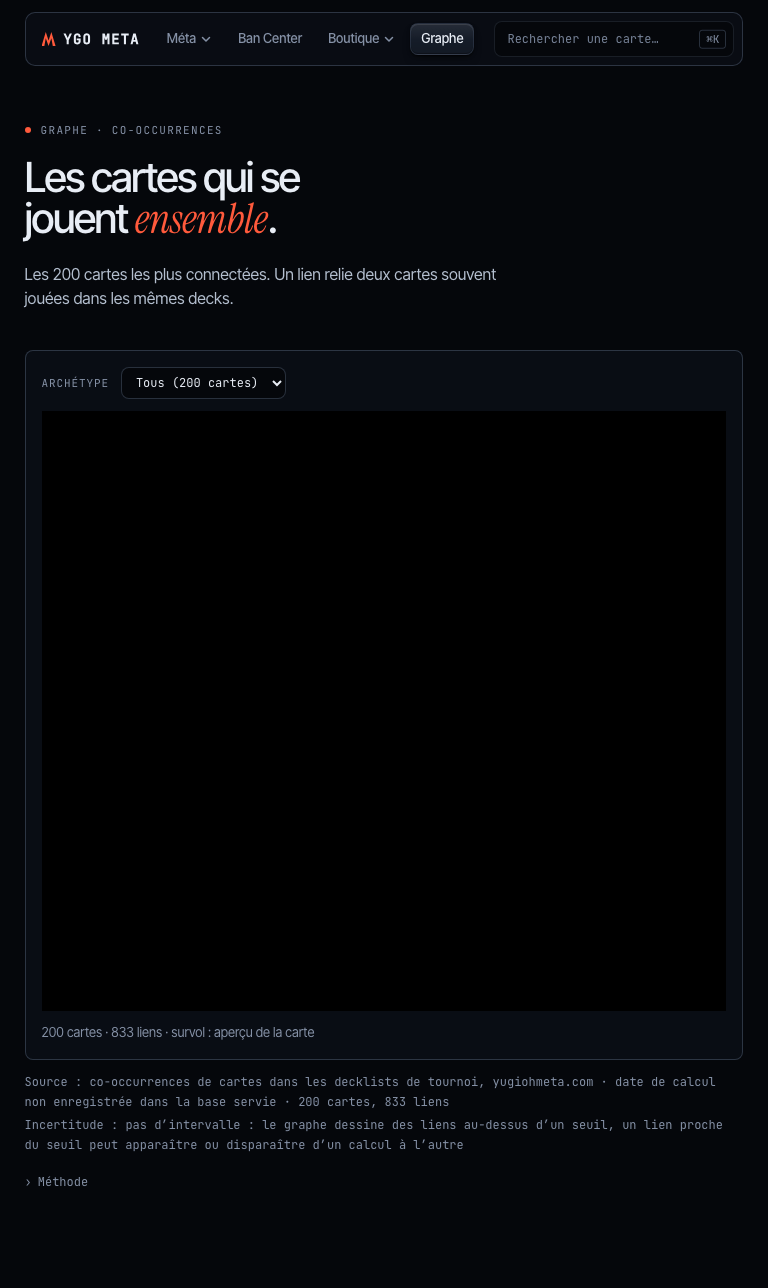 YGO META Méta Ban Center Boutique Graphe Rechercher une carte… ⌘K
GRAPHE · CO-OCCURRENCES
Les cartes qui se
jouent ensemble.
Les 200 cartes les plus connectées. Un lien relie deux cartes souvent
jouées dans les mêmes decks.
ARCHÉTYPE Tous (200 cartes)
200 cartes · 833 liens · survol : aperçu de la carte
Source : co-occurrences de cartes dans les decklists de tournoi, yugiohmeta.com · date de calcul
non enregistrée dans la base servie · 200 cartes, 833 liens
Incertitude : pas d’intervalle : le graphe dessine des liens au-dessus d’un seuil, un lien proche
du seuil peut apparaître ou disparaître d’un calcul à l’autre
› Méthode